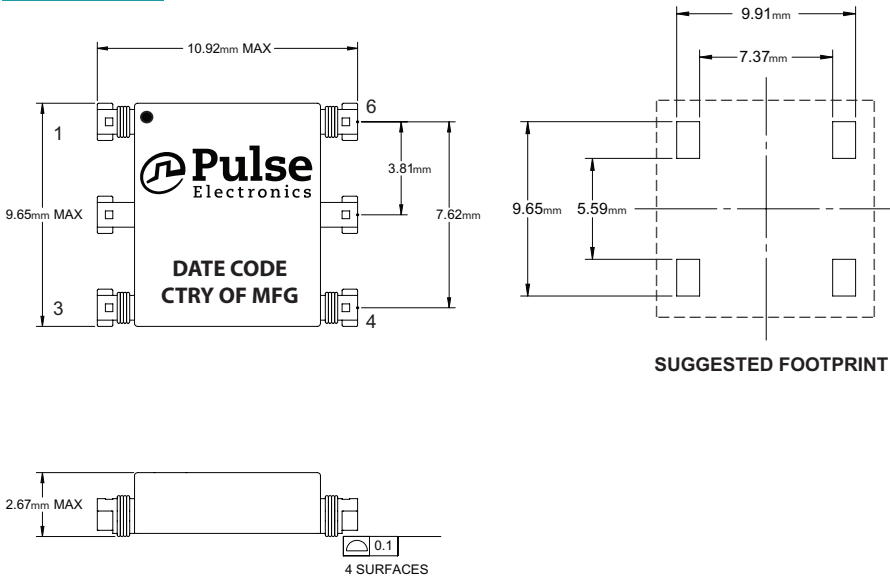 10.92mm MAX
1
6
Pulse
Electronics
9.65mm MAX
3.81mm
7.62mm
DATE CODE
CTRY OF MFG
3
4
9.91mm
7.37mm
9.65mm
5.59mm
SUGGESTED FOOTPRINT
2.67mm MAX
0.1
4 SURFACES